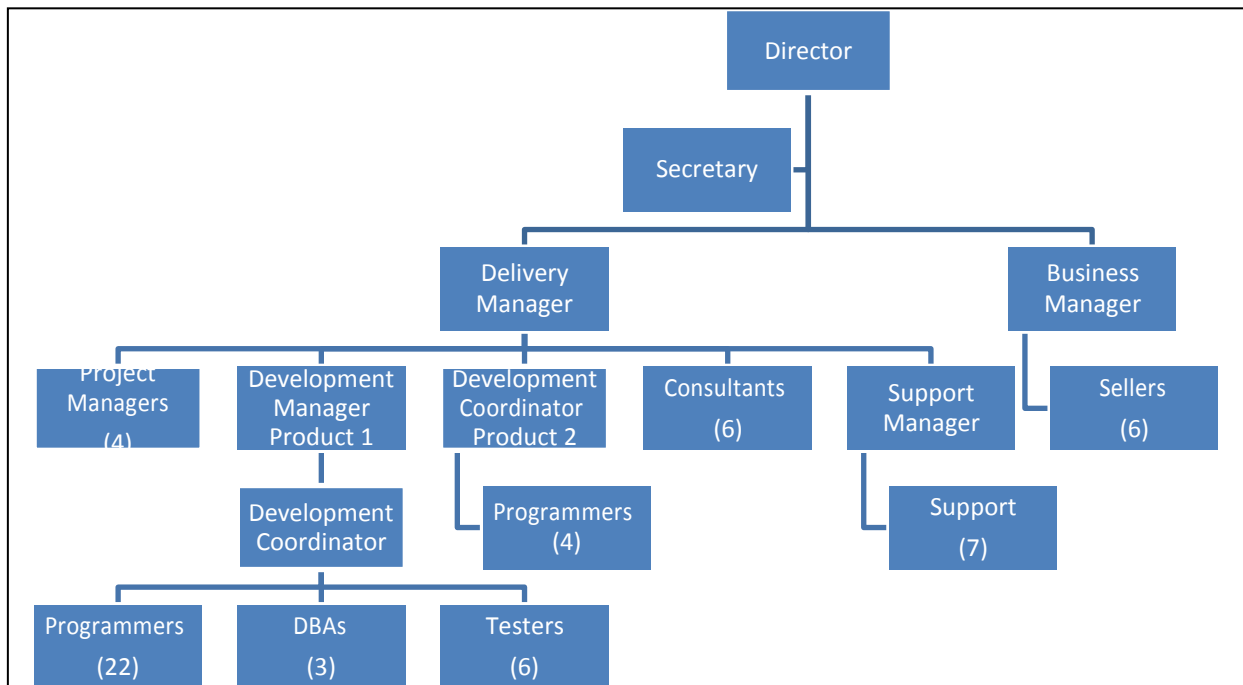 Director
Secretary
Delivery
Manager
Business
Manager
Project
Managers
(4)
Development
Manager
Product 1
Development
Coordinator
Product 2
Consultants
(6)
Support
Manager
Sellers
(6)
Development
Coordinator
Programmers
(4)
Support
(7)
Programmers
(22)
DBAs
(3)
Testers
(6)